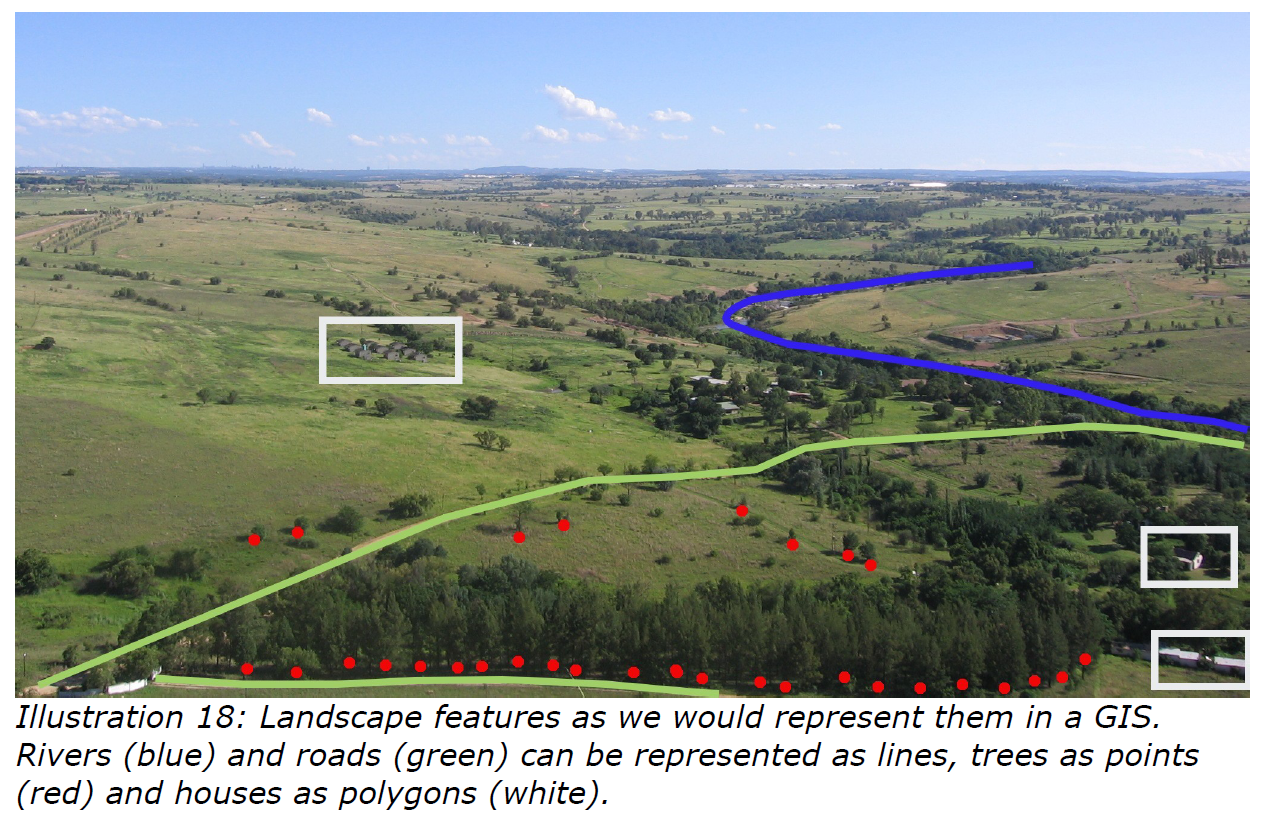 Illustration 18: Landscape features as we would represent them in a GIS.
Rivers (blue) and roads (green) can be represented as lines, trees as points
(red) and houses as polygons (white).